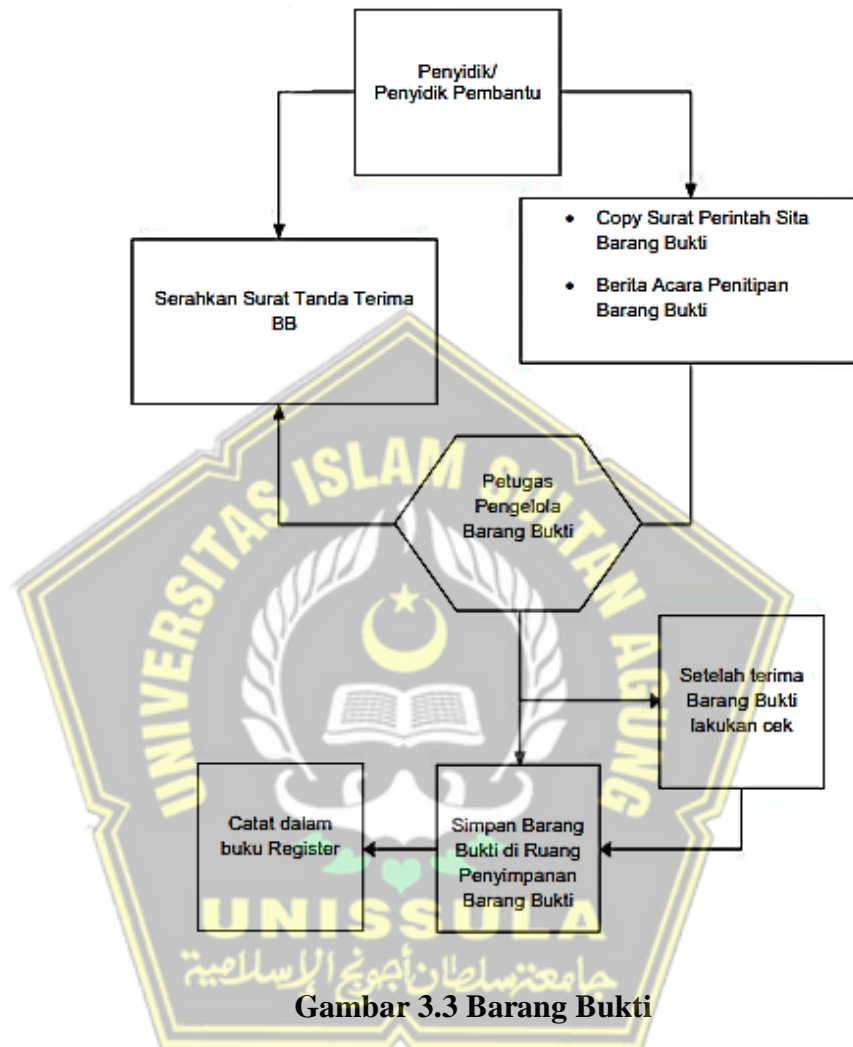 Penyidik/
Penyidik Pembantu
• Copy Surat Perintah Sita
Barang Bukti
• Berita Acara Penitipan
Barang Bukti
Serahkan Surat Tanda Terima
BB
UNIVERSITAS ISLAM SULTAN AGUNG
Petugas
Pengelola
Barang Bukti
Setelah terima
Barang Bukti
lakukan cek
Catat dalam
buku Register
Simpan Barang
Bukti di Ruang
Penyimpanan
Barang Bukti
UNISSULA
جامعة سلطان أجونج الإسلامية
Gambar 3.3 Barang Bukti